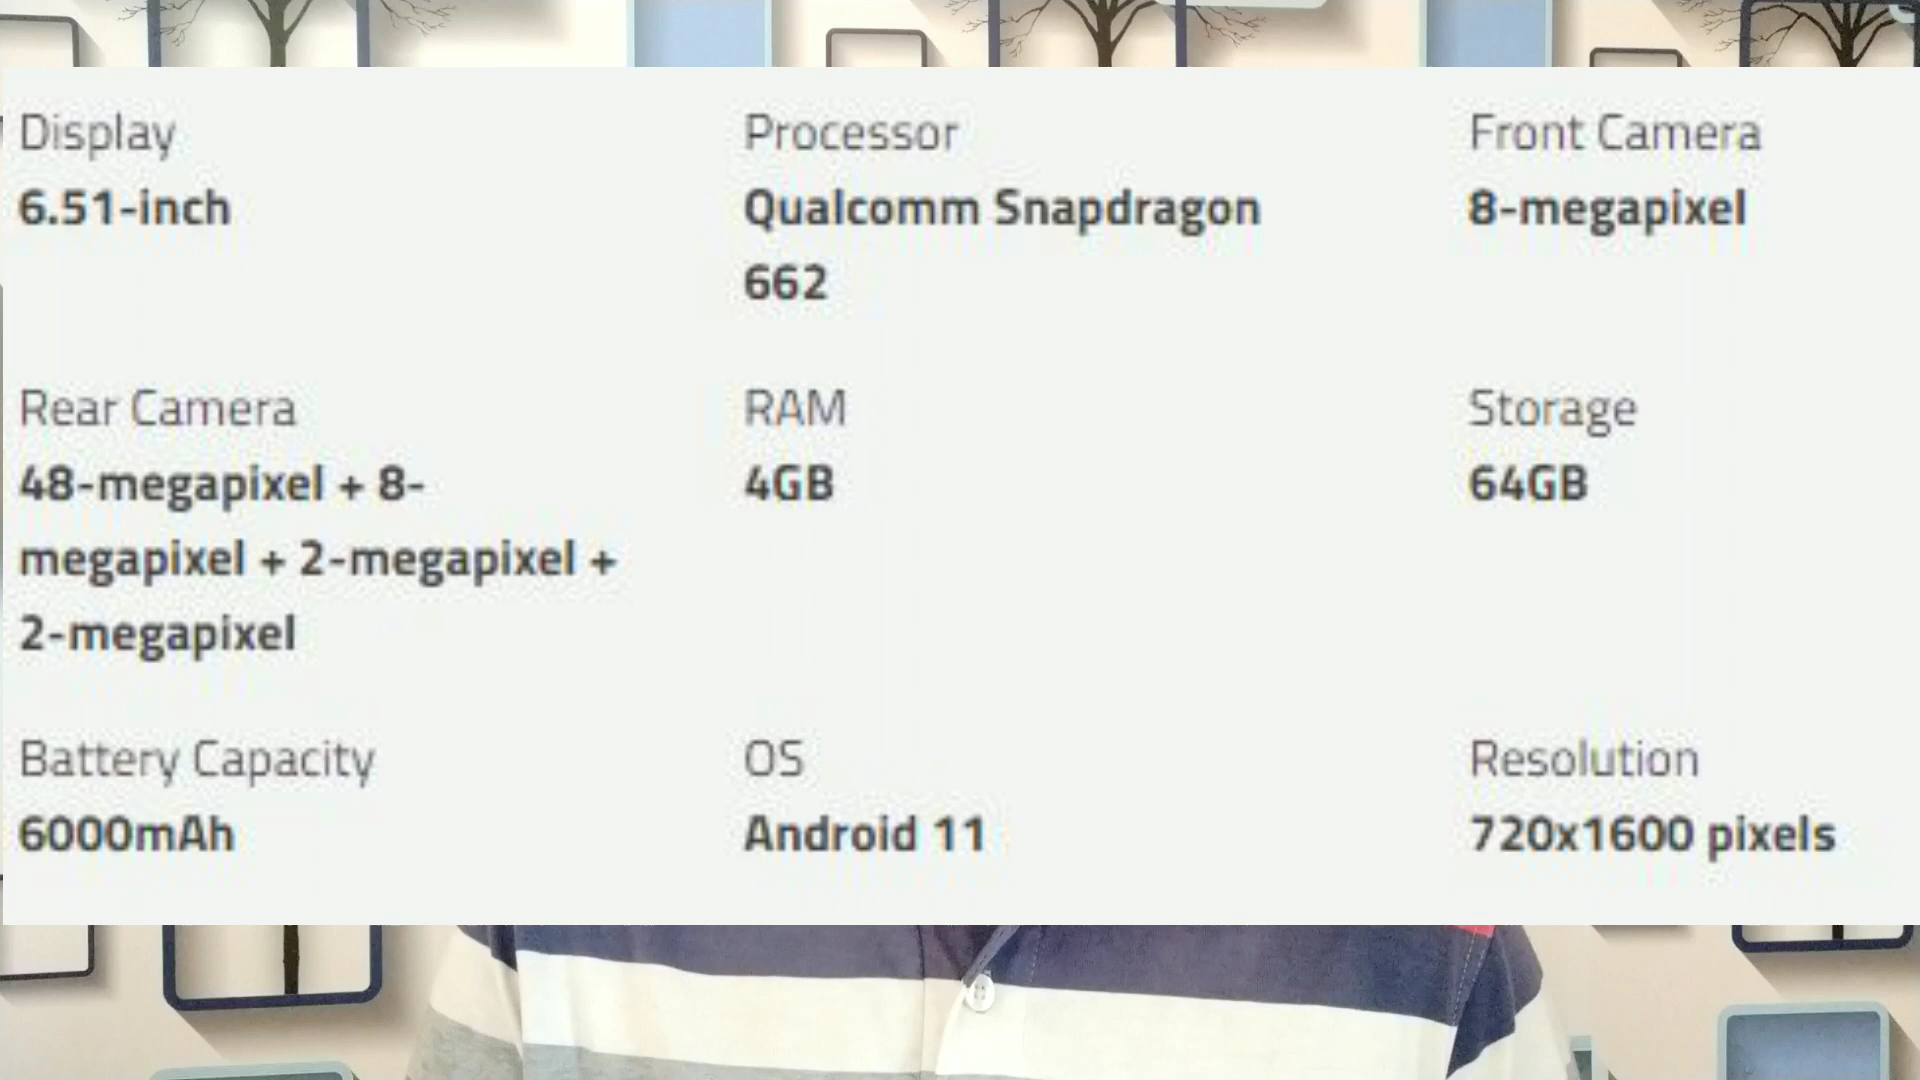 Display
6.51-inch
Processor
Qualcomm Snapdragon
662
Front Camera
8-megapixel
Rear Camera
48-megapixel + 8-
megapixel + 2-megapixel +
2-megapixel
RAM
4GB
Storage
64GB
Battery Capacity
6000mAh
OS
Android 11
Resolution
720x1600 pixels